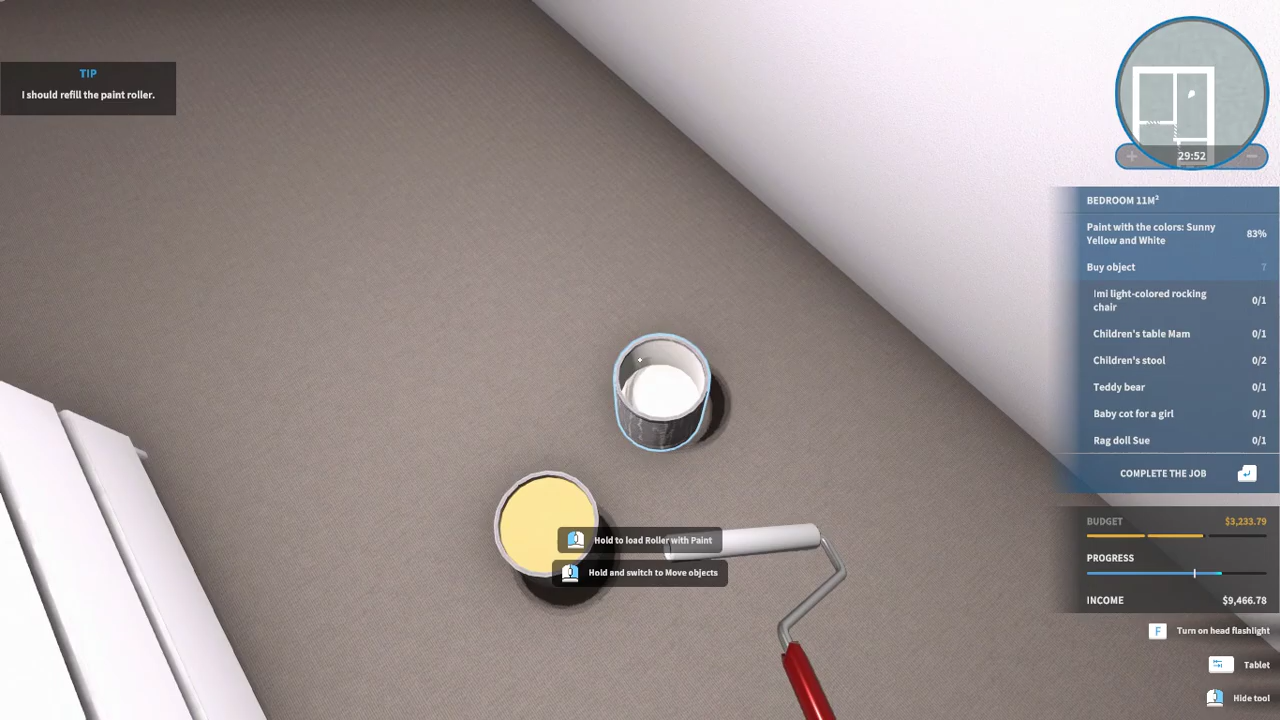 TIP
I should refill the paint roller.
29:52
BEDROOM 11M²
Paint with the colors: Sunny
Yellow and White
83%
Buy object
7
Imi light-colored rocking
chair
0/1
Children's table Mam
0/1
Children's stool
0/2
Teddy bear
0/1
Baby cot for a girl
0/1
Rag doll Sue
0/1
COMPLETE THE JOB
Hold to load Roller with Paint
Hold and switch to Move objects
BUDGET
$3,233.79
PROGRESS
INCOME
$9,466.78
F
Turn on head flashlight
Tablet
Hide tool